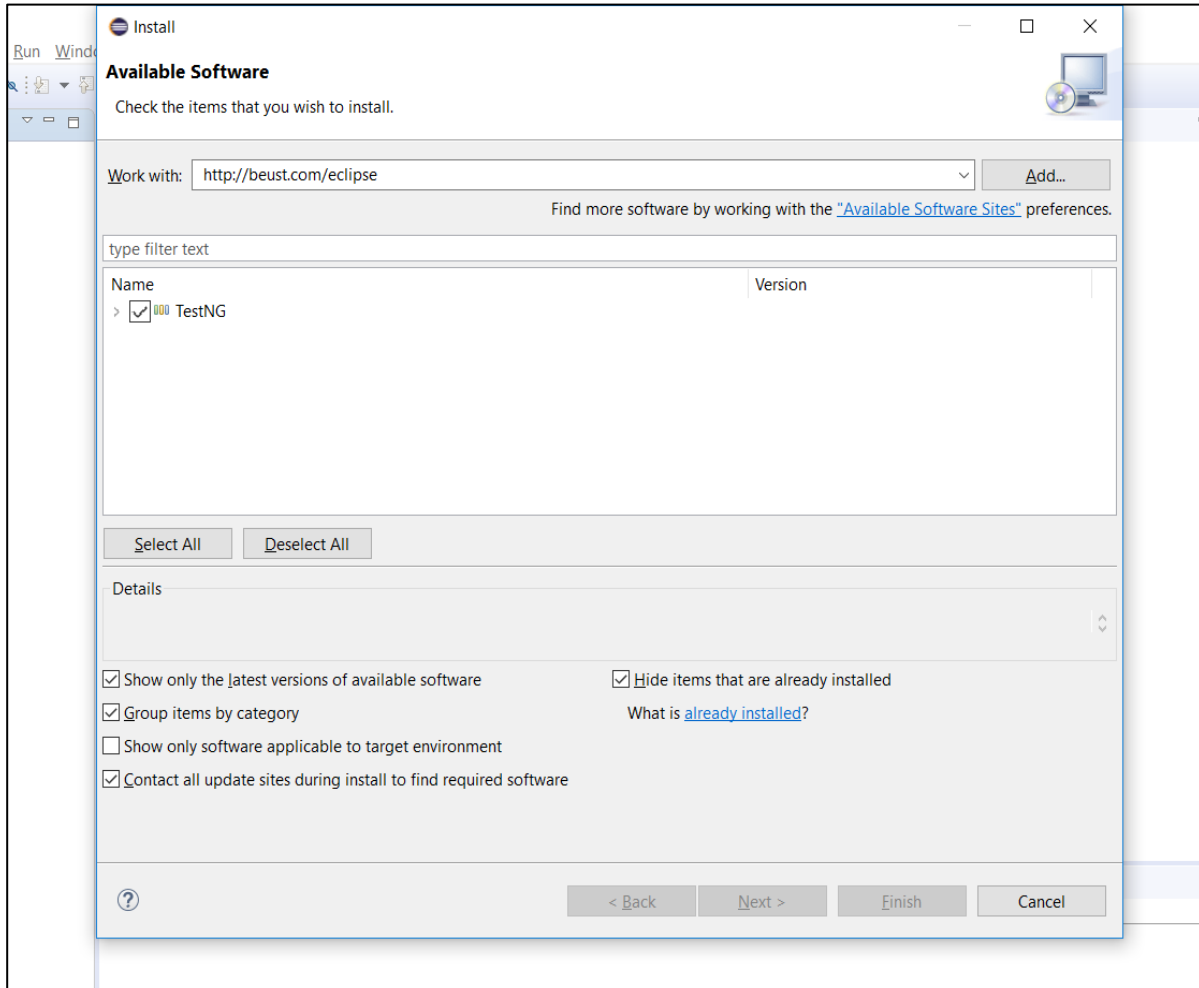 Install
Run Windo
Available Software
Check the items that you wish to install.
Work with: http://beust.com/eclipse Add...
Find more software by working with the "Available Software Sites" preferences.
type filter text
Name Version
TestNG
Select All Deselect All
Details
Show only the latest versions of available software Hide items that are already installed
Group items by category What is already installed?
Show only software applicable to target environment
Contact all update sites during install to find required software
? < Back Next > Finish Cancel